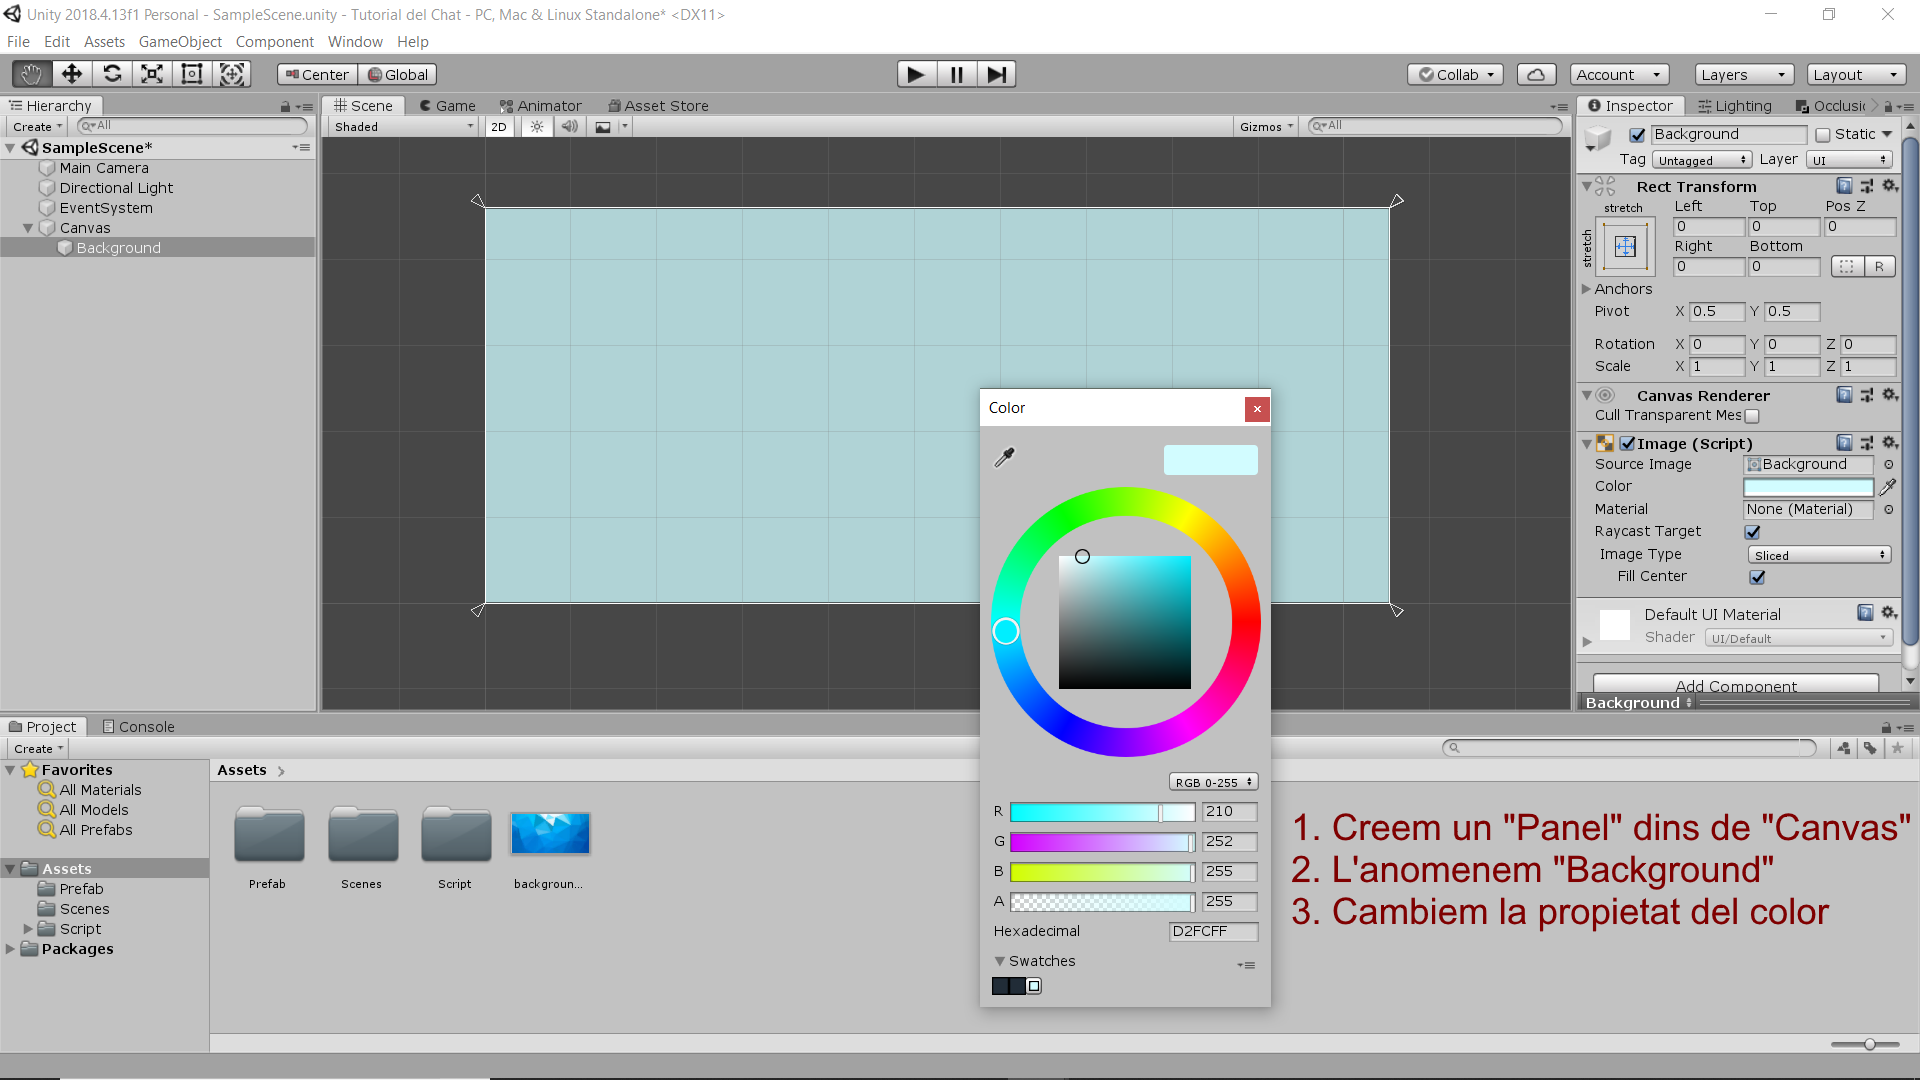 Unity 2018.4.13f1 Personal - SampleScene.unity - Tutorial del Chat - PC, Mac & Linux Standalone* <DX11>
File Edit Assets GameObject Component Window Help
Center Global Collab Account Layers Layout
Hierarchy
Create All
SampleScene*
Main Camera
Directional Light
EventSystem
Canvas
Background
Scene Game Animator Asset Store
Shaded 2D Gizmos All
Inspector Lighting
Background Static
Tag Untagged Layer UI
Rect Transform
stretch
stretch
Left Top Pos Z
0 0 0
Right Bottom
0 0 R
Anchors
Pivot X 0.5 Y 0.5
Rotation X 0 Y 0 Z 0
Scale X 1 Y 1 Z 1
Canvas Renderer
Cull Transparent Mes
Image (Script)
Source Image Background
Color
Material None (Material)
Raycast Target
Image Type Sliced
Fill Center
Default UI Material
Shader UI/Default
Add Component
Background
Color
RGB 0-255
R 210
G 252
B 255
A 255
Hexadecimal D2FCFF
Swatches
Project Console
Create
Favorites
All Materials
All Models
All Prefabs
Assets
Prefab
Scenes
Script
Packages
Assets
Prefab Scenes Script backgroun...
1. Creem un "Panel" dins de "Canvas"
2. L'anomenem "Background"
3. Cambiem la propietat del color